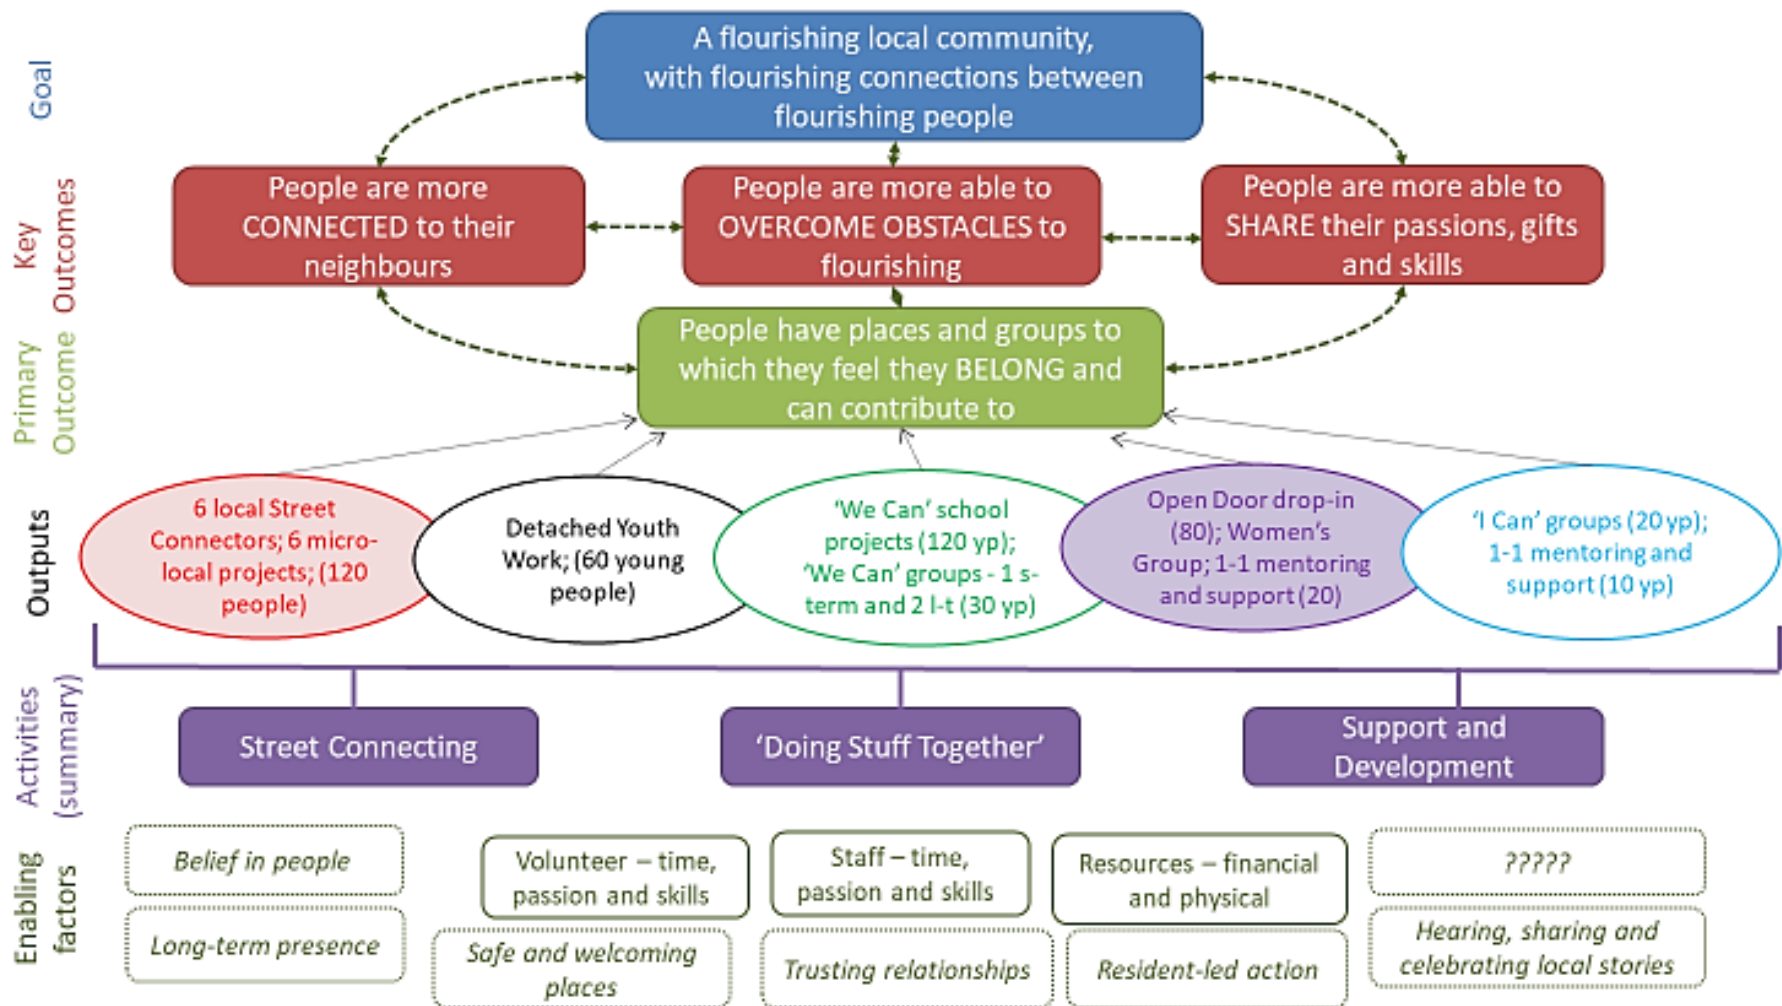 Goal
A flourishing local community,
with flourishing connections between
flourishing people
Key
Outcomes
People are more
CONNECTED to their
neighbours
People are more able to
OVERCOME OBSTACLES to
flourishing
People are more able to
SHARE their passions, gifts
and skills
Primary
Outcome
People have places and groups to
which they feel they BELONG and
can contribute to
Outputs
6 local Street
Connectors; 6 micro-
local projects; (120
people)
Detached Youth
Work; (60 young
people)
‘We Can’ school
projects (120 yp);
‘We Can’ groups - 1 s-
term and 2 l-t (30 yp)
Open Door drop-in
(80); Women’s
Group; 1-1 mentoring
and support (20)
‘I Can’ groups (20 yp);
1-1 mentoring and
support (10 yp)
Activities
(summary)
Street Connecting
‘Doing Stuff Together’
Support and
Development
Enabling
factors
Belief in people
Volunteer – time,
passion and skills
Staff – time,
passion and skills
Resources – financial
and physical
?????
Long-term presence
Safe and welcoming
places
Trusting relationships
Resident-led action
Hearing, sharing and
celebrating local stories